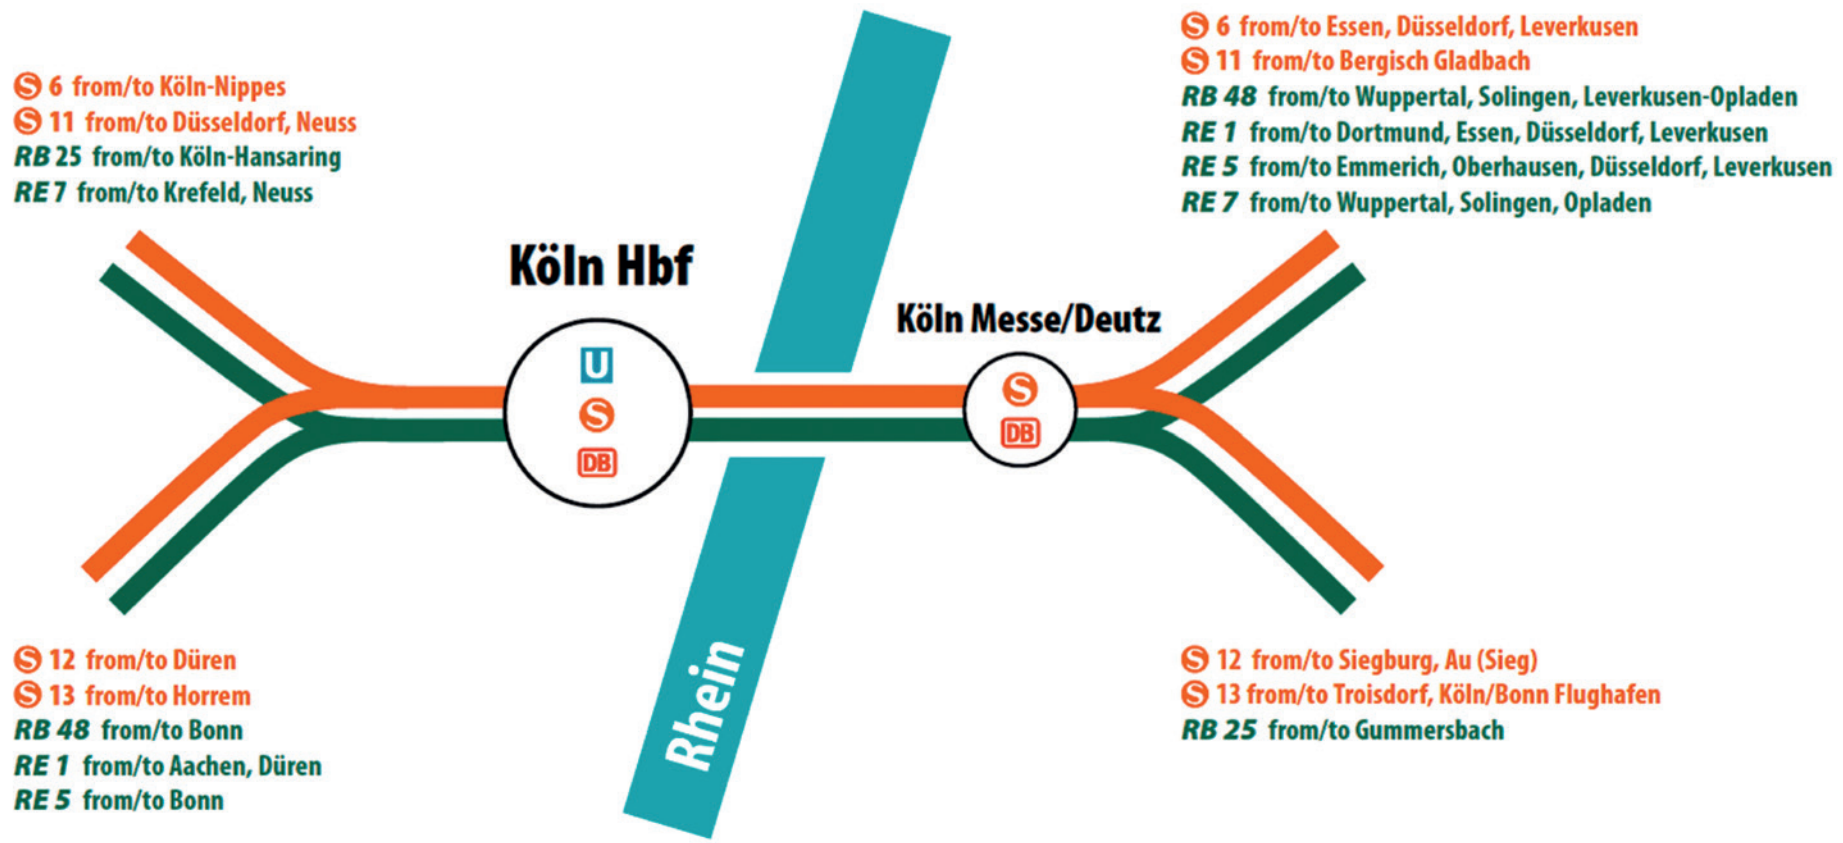 S 6 from/to Köln-Nippes
S 11 from/to Düsseldorf, Neuss
RB 25 from/to Köln-Hansaring
RE 7 from/to Krefeld, Neuss
S 6 from/to Essen, Düsseldorf, Leverkusen
S 11 from/to Bergisch Gladbach
RB 48 from/to Wuppertal, Solingen, Leverkusen-Opladen
RE 1 from/to Dortmund, Essen, Düsseldorf, Leverkusen
RE 5 from/to Emmerich, Oberhausen, Düsseldorf, Leverkusen
RE 7 from/to Wuppertal, Solingen, Opladen
Köln Hbf
U
S
DB
Köln Messe/Deutz
S
DB
Rhein
S 12 from/to Düren
S 13 from/to Horrem
RB 48 from/to Bonn
RE 1 from/to Aachen, Düren
RE 5 from/to Bonn
S 12 from/to Siegburg, Au (Sieg)
S 13 from/to Troisdorf, Köln/Bonn Flughafen
RB 25 from/to Gummersbach